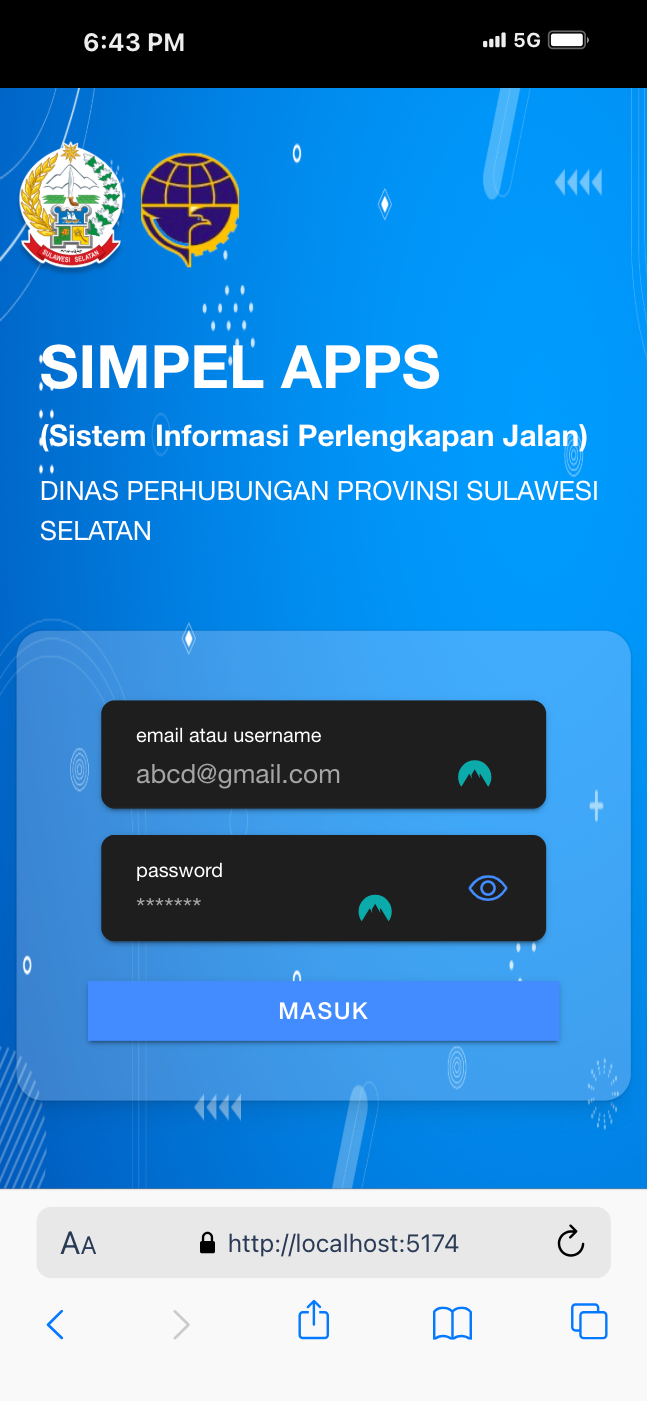 6:43 PM
5G
SULAWESI SELATAN
SIMPEL APPS
(Sistem Informasi Perlengkapan Jalan)
DINAS PERHUBUNGAN PROVINSI SULAWESI
SELATAN
email atau username
abcd@gmail.com
password
*******
MASUK
AA
http://localhost:5174